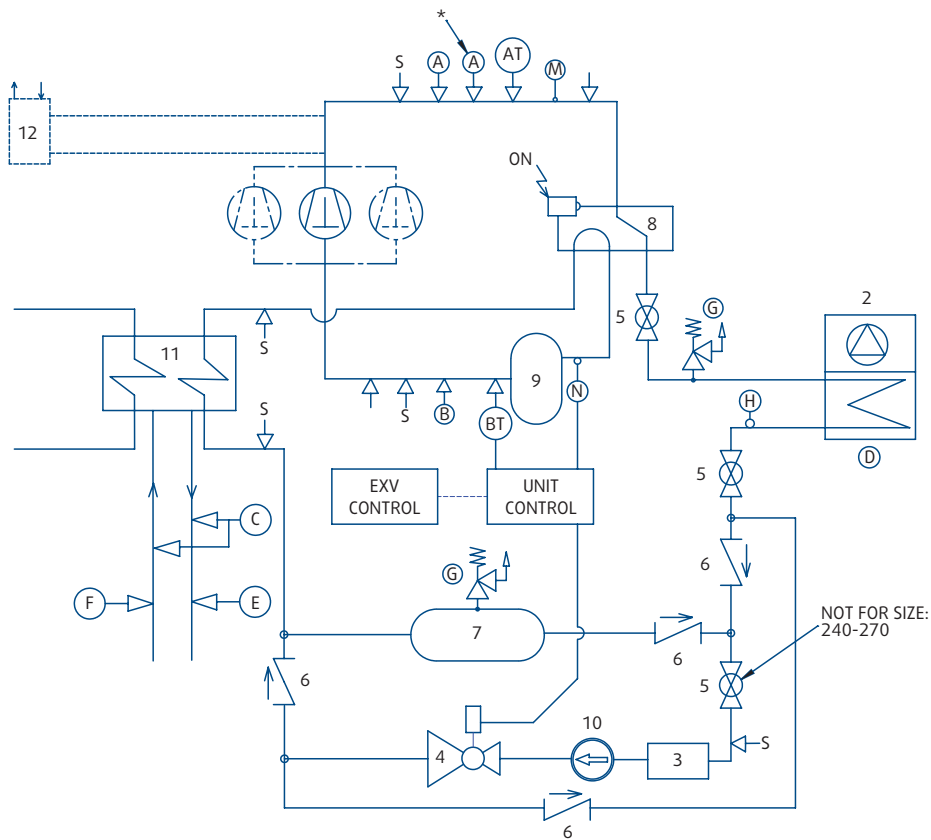 *
S
A
A
AT
M
12
ON
8
2
5
G
11
S
9
H
S
S
B
N
BT
D
5
EXV
CONTROL
UNIT
CONTROL
C
6
G
F
E
7
NOT FOR SIZE:
240-270
6
6
5
10
S
4
3
6